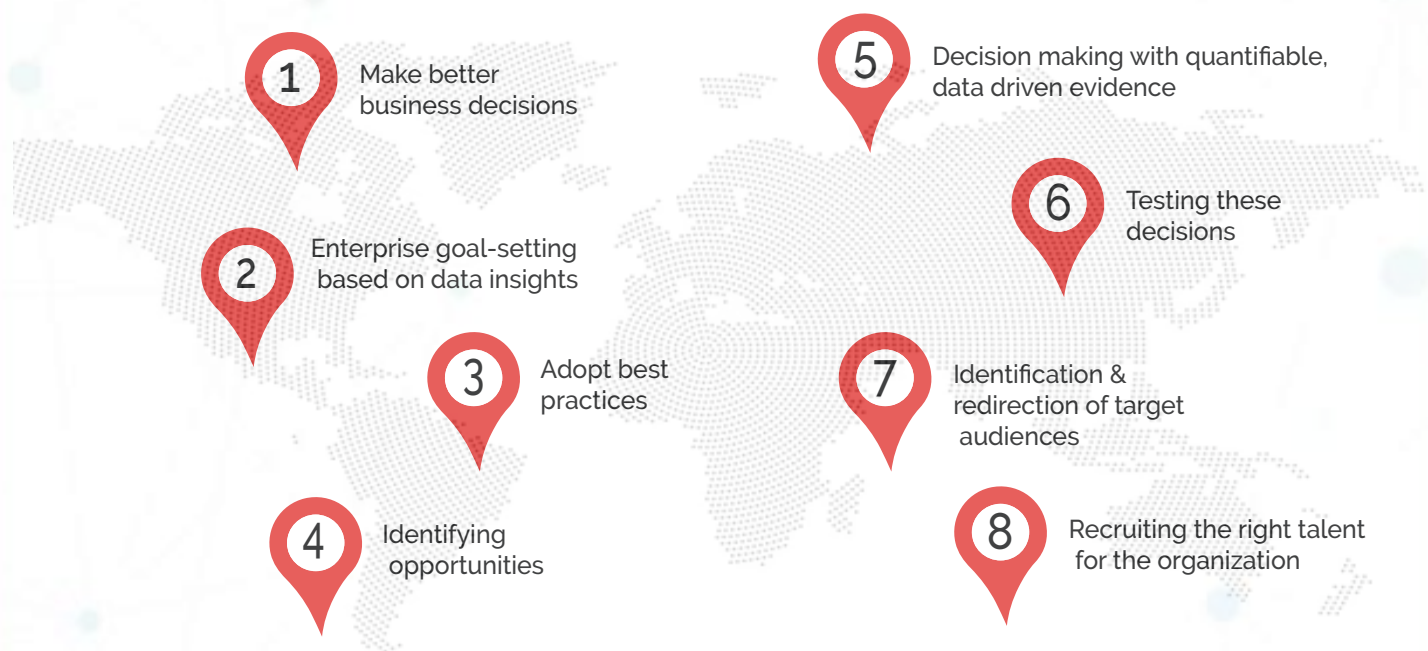 1
Make better
business decisions
2
Enterprise goal-setting
based on data insights
3
Adopt best
practices
4
Identifying
opportunities
5
Decision making with quantifiable,
data driven evidence
6
Testing these
decisions
7
Identification &
redirection of target
audiences
8
Recruiting the right talent
for the organization